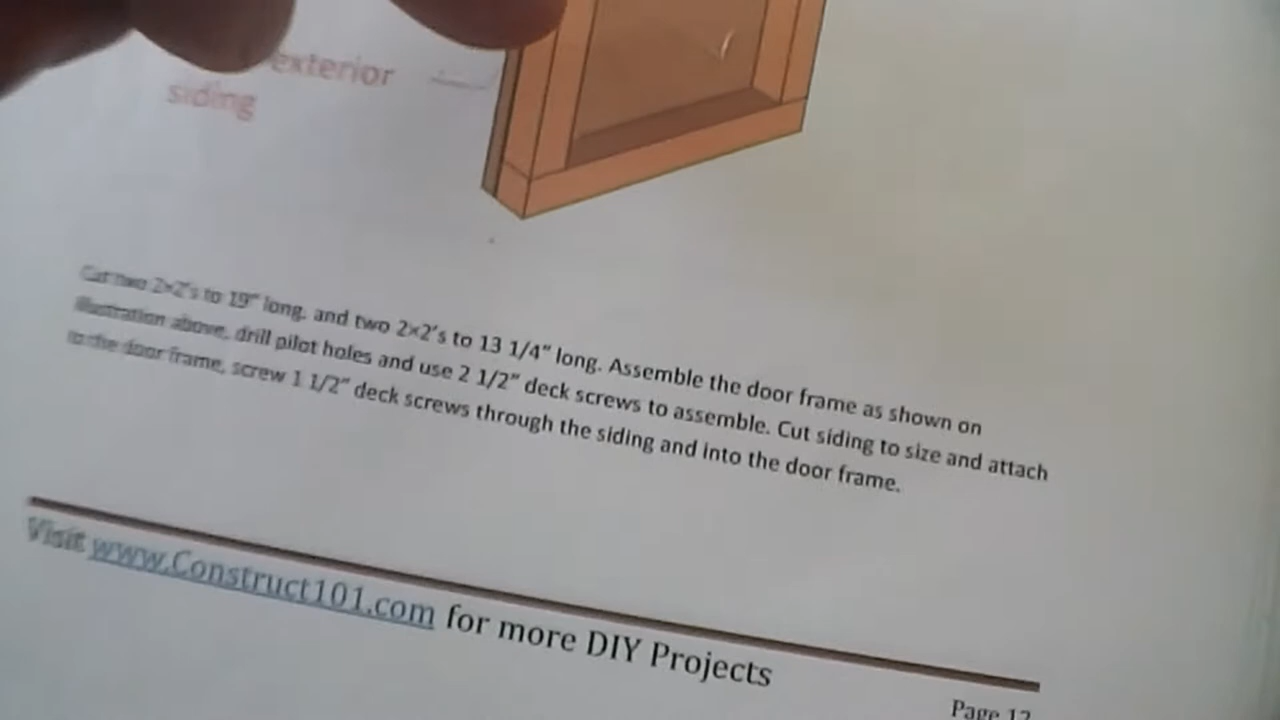 exterior
siding
Cut two 2×2's to 19" long, and two 2×2's to 13 1/4" long. Assemble the door frame as shown on
illustration above, drill pilot holes and use 2 1/2" deck screws to assemble. Cut siding to size and attach
to the door frame, screw 1 1/2" deck screws through the siding and into the door frame.
Visit www.Construct101.com for more DIY Projects
Page 12